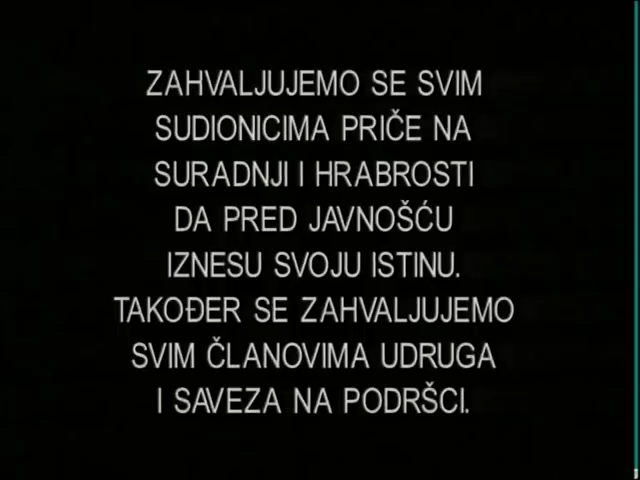 ZAHVALJUJEMO SE SVIM
SUDIONICIMA PRIČE NA
SURADNJI I HRABROSTI
DA PRED JAVNOŠĆU
IZNESU SVOJU ISTINU.
TAKOĐER SE ZAHVALJUJEMO
SVIM ČLANOVIMA UDRUGA
I SAVEZA NA PODRŠCI.